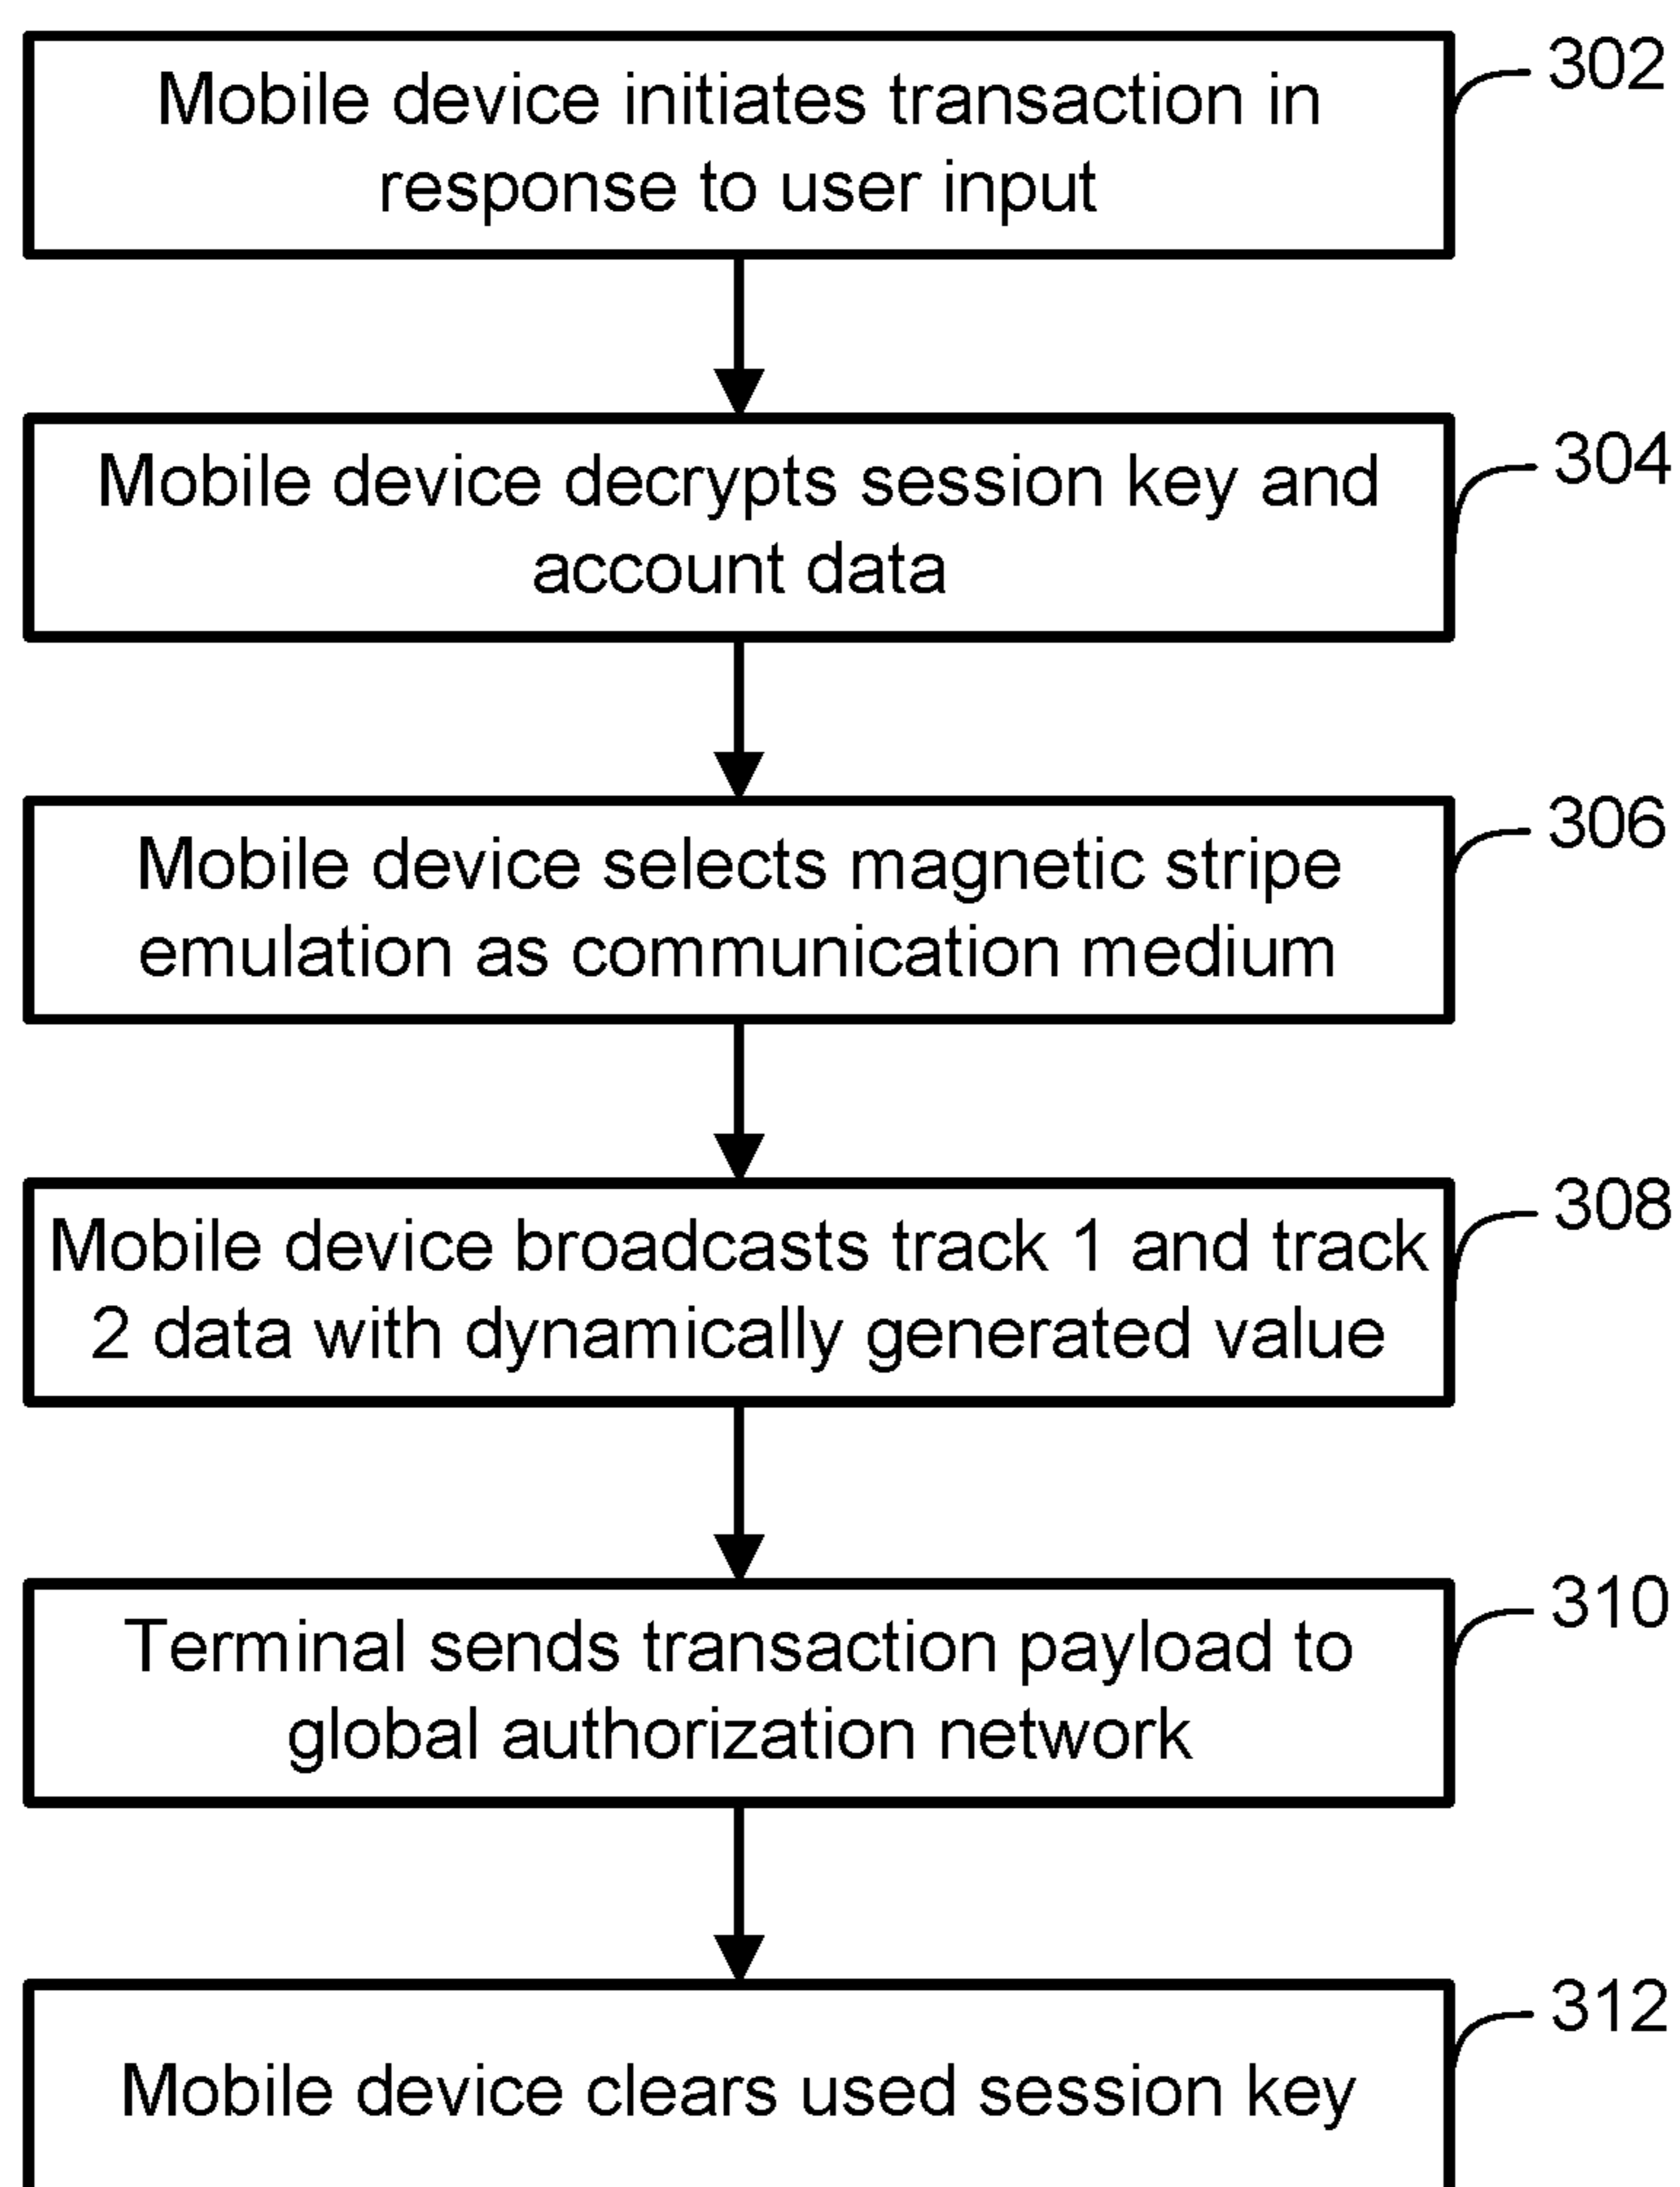 302
Mobile device initiates transaction in
response to user input
304
Mobile device decrypts session key and
account data
306
Mobile device selects magnetic stripe
emulation as communication medium
308
Mobile device broadcasts track 1 and track
2 data with dynamically generated value
310
Terminal sends transaction payload to
global authorization network
312
Mobile device clears used session key